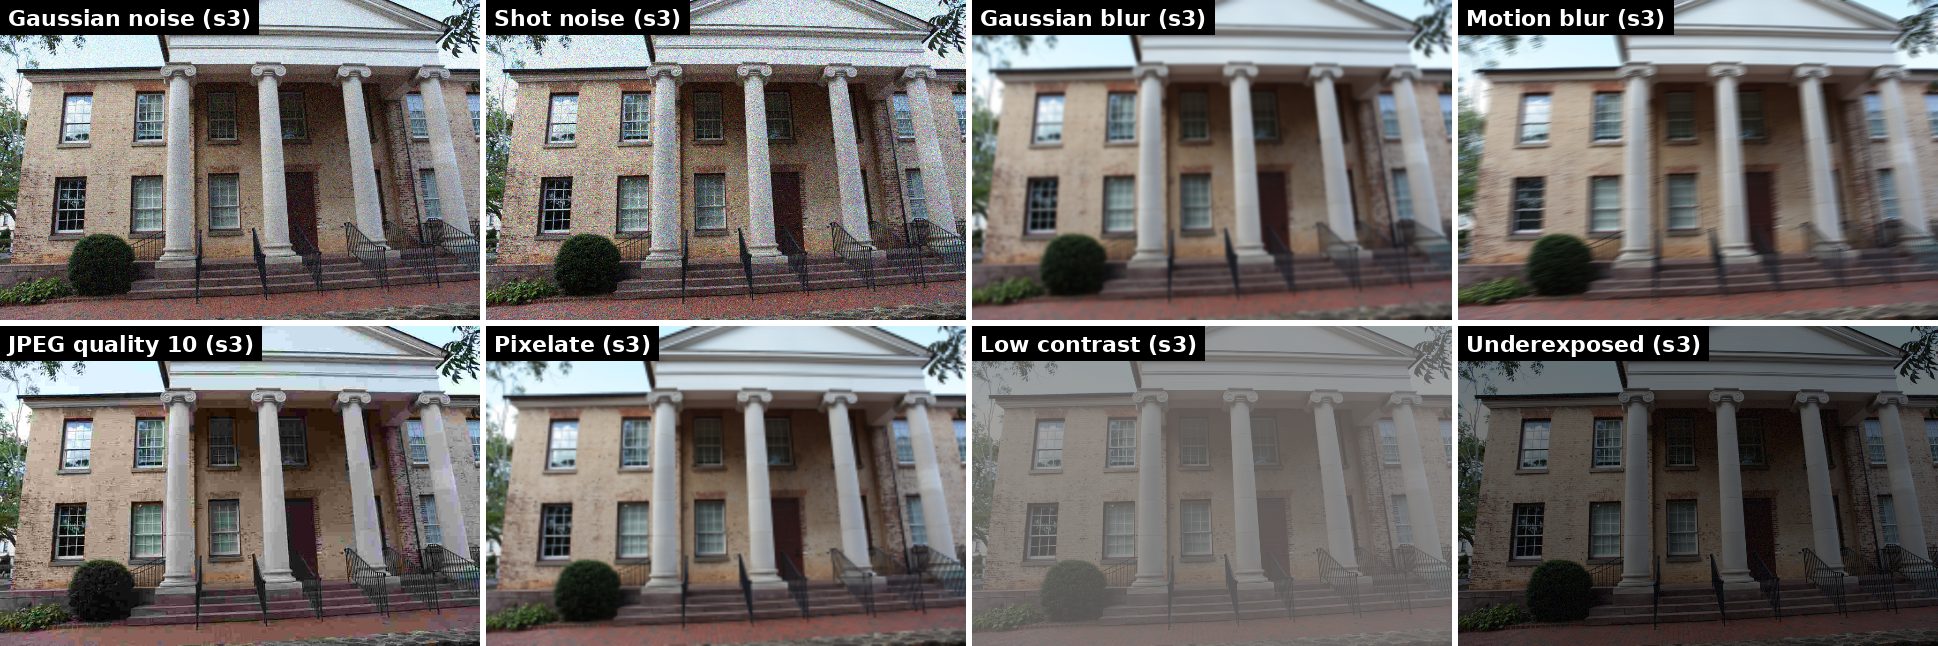 Gaussian noise (s3)
Shot noise (s3)
Gaussian blur (s3)
Motion blur (s3)
JPEG quality 10 (s3)
Pixelate (s3)
Low contrast (s3)
Underexposed (s3)